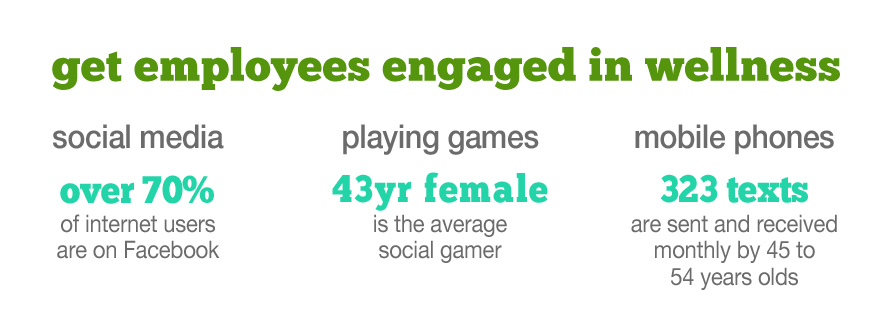 get employees engaged in wellness
social media
over 70%
of internet users
are on Facebook
playing games
43yr female
is the average
social gamer
mobile phones
323 texts
are sent and received
monthly by 45 to
54 years olds